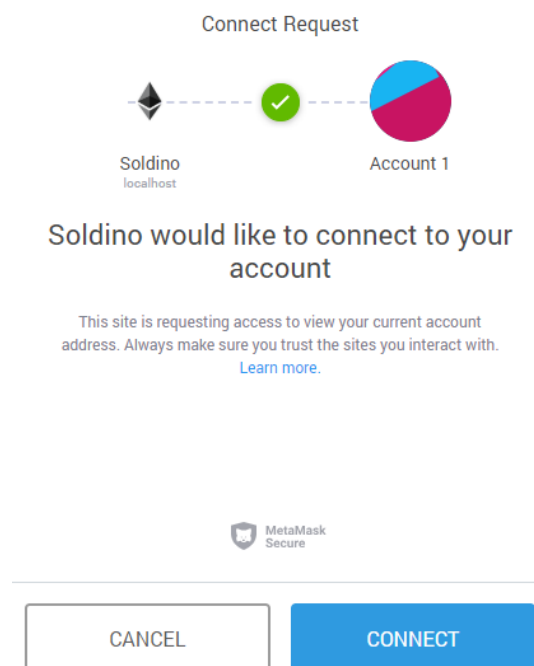 Connect Request
Soldino
localhost
Account 1
Soldino would like to connect to your
account
This site is requesting access to view your current account
address. Always make sure you trust the sites you interact with.
Learn more.
MetaMask
Secure
CANCEL
CONNECT